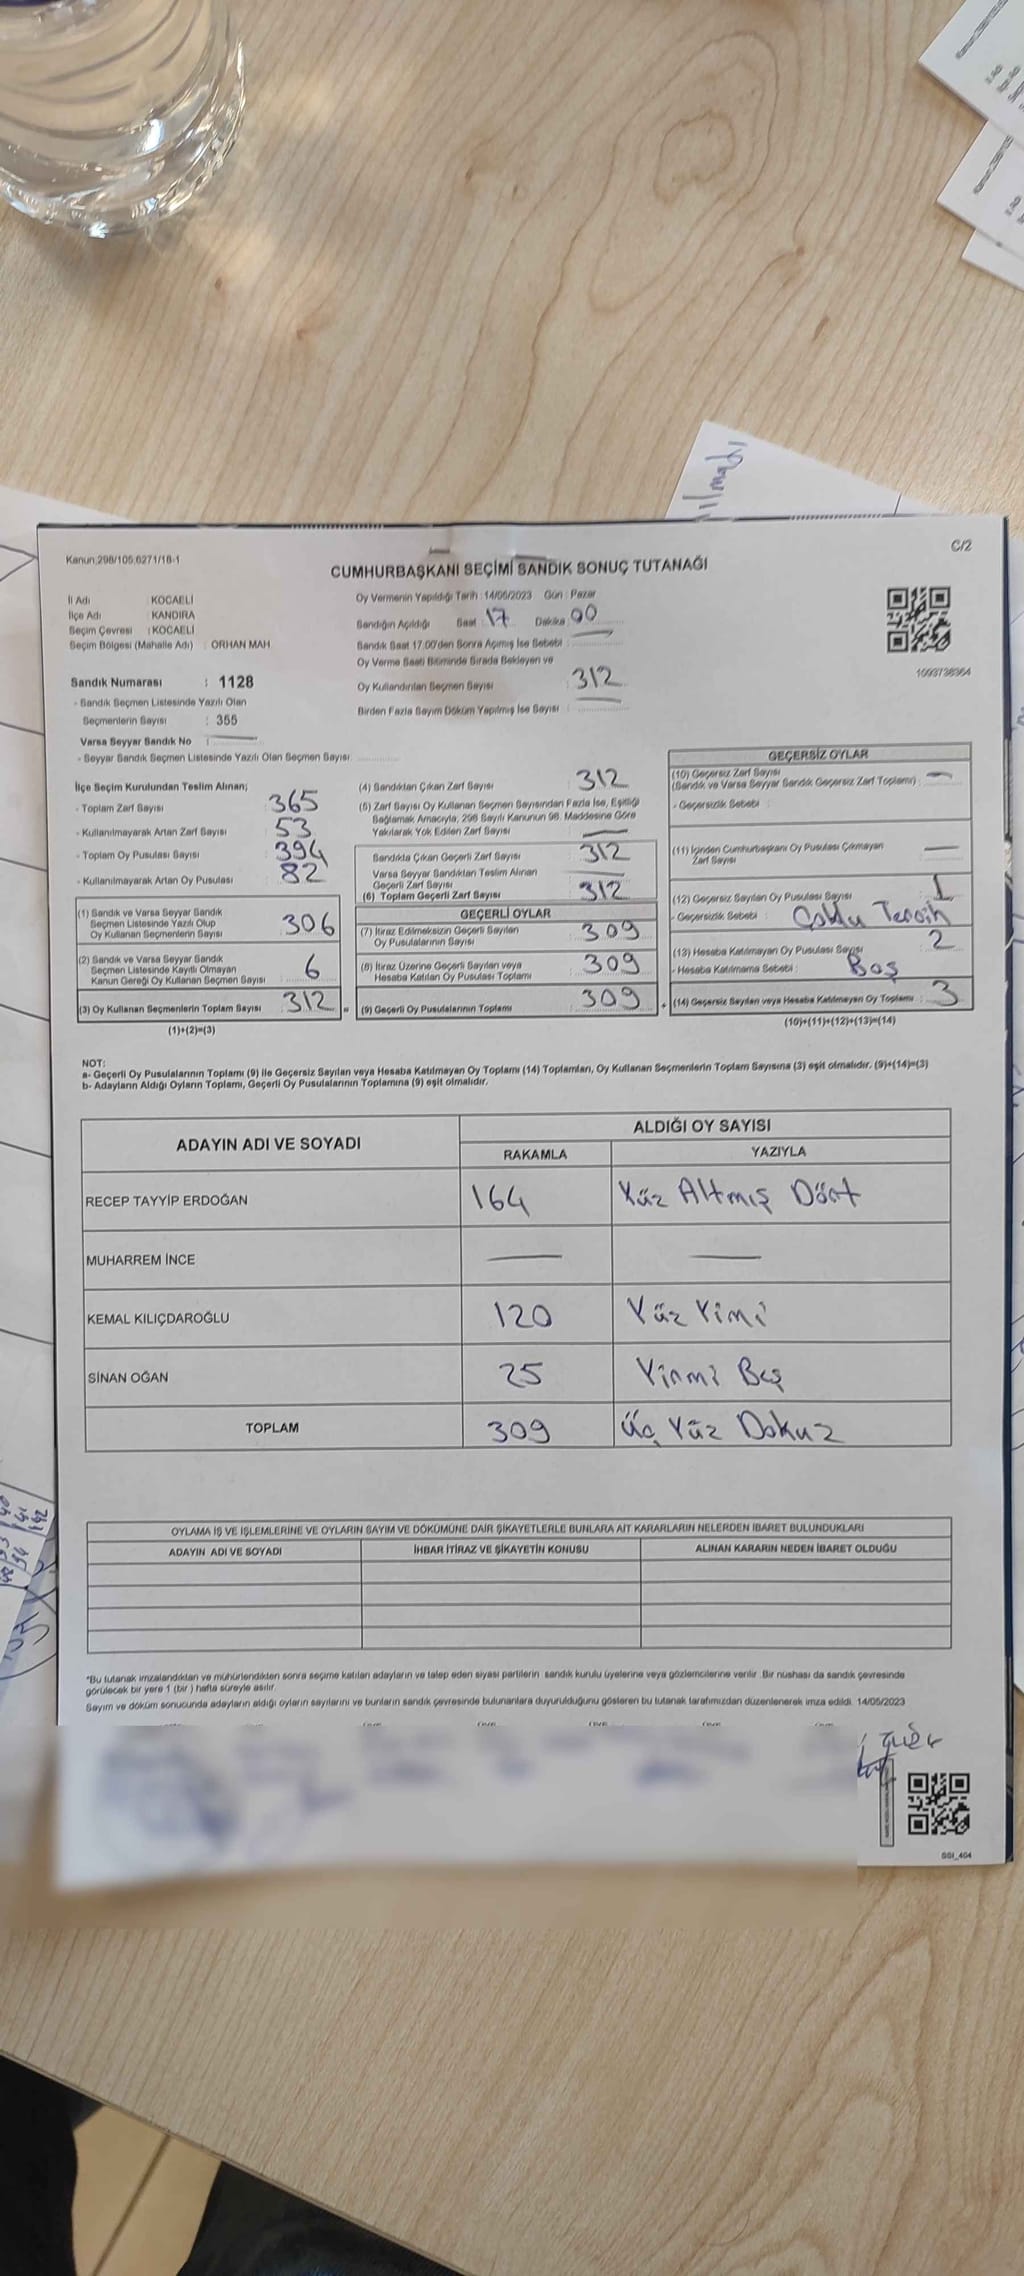 Kanun:298/105,6271/18-1
C/2
CUMHURBAŞKANI SEÇİMİ SANDIK SONUÇ TUTANAĞI
İl Adı : KOCAELİ
İlçe Adı : KANDIRA
Seçim Çevresi : KOCAELİ
Seçim Bölgesi (Mahalle Adı) : ORHAN MAH
Sandık Numarası : 1128
- Sandık Seçmen Listesinde Yazılı Olan
Seçmenlerin Sayısı : 355
Varsa Seyyar Sandık No :
- Seyyar Sandık Seçmen Listesinde Yazılı Olan Seçmen Sayısı :
Oy Vermenin Yapıldığı Tarih : 14/05/2023 Gün : Pazar
Sandığın Açıldığı Saat : 17 Dakika : 00
Sandık Saat 17.00'den Sonra Açımış İse Sebebi :
Oy Verme Saati Bitiminde Sırada Bekleyen ve
Oy Kullandırılan Seçmen Sayısı : 312
Birden Fazla Sayım Döküm Yapılmış İse Sayısı :
1093738364
İlçe Seçim Kurulundan Teslim Alınan;
- Toplam Zarf Sayısı : 365
- Kullanılmayarak Artan Zarf Sayısı : 53
- Toplam Oy Pusulası Sayısı : 394
- Kullanılmayarak Artan Oy Pusulası : 82
(1) Sandık ve Varsa Seyyar Sandık
Seçmen Listesinde Yazılı Olup
Oy Kullanan Seçmenlerin Sayısı : 306
(2) Sandık ve Varsa Seyyar Sandık
Seçmen Listesinde Kayıtlı Olmayan
Kanun Gereği Oy Kullanan Seçmen Sayısı : 6
(3) Oy Kullanan Seçmenlerin Toplam Sayısı : 312 =
(1)+(2)=(3)
(4) Sandıktan Çıkan Zarf Sayısı : 312
(5) Zarf Sayısı Oy Kullanan Seçmen Sayısından Fazla İse, Eşitliği
Sağlamak Amacıyla, 298 Sayılı Kanunun 98. Maddesine Göre
Yakılarak Yok Edilen Zarf Sayısı :
Sandıkta Çıkan Geçerli Zarf Sayısı : 312
Varsa Seyyar Sandıktan Teslim Alınan
Geçerli Zarf Sayısı :
(6) Toplam Geçerli Zarf Sayısı : 312
GEÇERLİ OYLAR
(7) İtiraz Edilmeksizin Geçerli Sayılan
Oy Pusulalarının Sayısı : 309
(8) İtiraz Üzerine Geçerli Sayılan veya
Hesaba Katılan Oy Pusulası Toplamı : 309
(9) Geçerli Oy Pusulalarının Toplamı : 309 +
GEÇERSİZ OYLAR
(10) Geçersiz Zarf Sayısı
(Sandık ve Varsa Seyyar Sandık Geçersiz Zarf Toplamı) :
- Geçersizlik Sebebi :
(11) İçinden Cumhurbaşkanı Oy Pusulası Çıkmayan
Zarf Sayısı :
(12) Geçersiz Sayılan Oy Pusulası Sayısı : 1
- Geçersizlik Sebebi : Çoklu Tercih
(13) Hesaba Katılmayan Oy Pusulası Sayısı : 2
- Hesaba Katılmama Sebebi : Boş
(14) Geçersiz Sayılan veya Hesaba Katılmayan Oy Toplamı : 3
(10)+(11)+(12)+(13)=(14)
NOT:
a- Geçerli Oy Pusulalarının Toplamı (9) ile Geçersiz Sayılan veya Hesaba Katılmayan Oy Toplamı (14) Toplamları, Oy Kullanan Seçmenlerin Toplam Sayısına (3) eşit olmalıdır. (9)+(14)=(3)
b- Adayların Aldığı Oyların Toplamı, Geçerli Oy Pusulalarının Toplamına (9) eşit olmalıdır.
ADAYIN ADI VE SOYADI
ALDIĞI OY SAYISI
RAKAMLA YAZIYLA
RECEP TAYYİP ERDOĞAN 164 Yüz Altmış Dört
MUHARREM İNCE
KEMAL KILIÇDAROĞLU 120 Yüz Yimi
SİNAN OĞAN 25 Yirmi Beş
TOPLAM 309 Üç Yüz Dokuz
OYLAMA İŞ VE İŞLEMLERİNE VE OYLARIN SAYIM VE DÖKÜMÜNE DAİR ŞİKAYETLERLE BUNLARA AİT KARARLARIN NELERDEN İBARET BULUNDUKLARI
ADAYIN ADI VE SOYADI İHBAR İTİRAZ VE ŞİKAYETİN KONUSU ALINAN KARARIN NEDEN İBARET OLDUĞU
*Bu tutanak imzalandıktan ve mühürlendikten sonra seçime katılan adayların ve talep eden siyasi partilerin sandık kurulu üyelerine veya gözlemcilerine verilir. Bir nüshası da sandık çevresinde
görülecek bir yere 1 (bir ) hafta süreyle asılır.
Sayım ve döküm sonucunda adayların aldığı oyların sayılarını ve bunların sandık çevresinde bulunanlara duyurulduğunu gösteren bu tutanak tarafımızdan düzenlenerek imza edildi. 14/05/2023